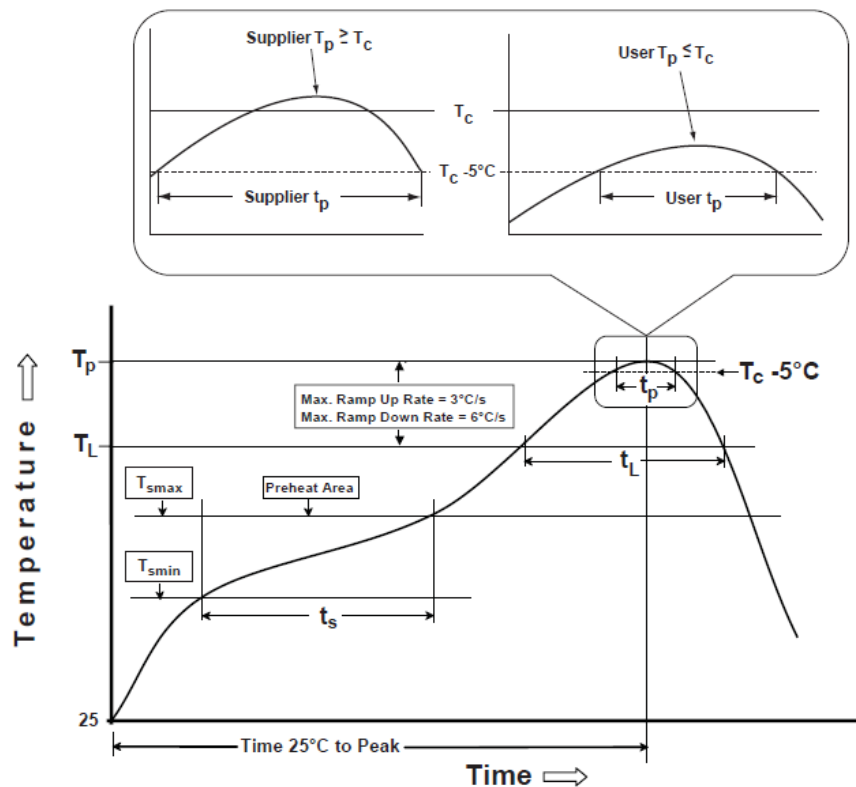 Supplier Tp ≥ Tc
User Tp ≤ Tc
Tc
Tc -5°C
Supplier tp
User tp
Tp
Tc -5°C
tp
Max. Ramp Up Rate = 3°C/s
Max. Ramp Down Rate = 6°C/s
TL
tL
Tsmax
Preheat Area
Tsmin
ts
Temperature
25
Time 25°C to Peak
Time